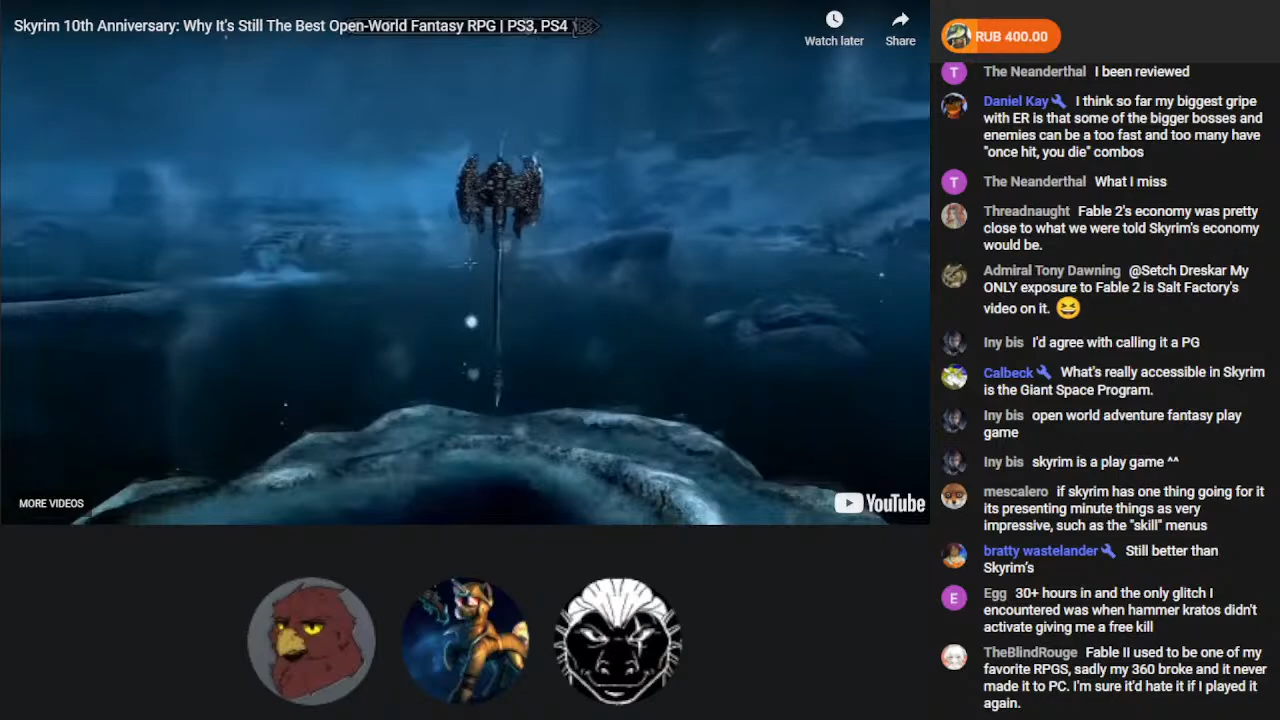 Skyrim 10th Anniversary: Why It's Still The Best Open-World Fantasy RPG | PS3, PS4
Watch later
Share
MORE VIDEOS
YouTube
RUB 400.00
T
The Neanderthal I been reviewed
Daniel Kay I think so far my biggest gripe
with ER is that some of the bigger bosses and
enemies can be a too fast and too many have
"once hit, you die" combos
T
The Neanderthal What I miss
Threadnaught Fable 2's economy was pretty
close to what we were told Skyrim's economy
would be.
Admiral Tony Dawning @Setch Dreskar My
ONLY exposure to Fable 2 is Salt Factory's
video on it. 😆
Iny bis I'd agree with calling it a PG
Calbeck What's really accessible in Skyrim
is the Giant Space Program.
Iny bis open world adventure fantasy play
game
Iny bis skyrim is a play game ^^
mescalero if skyrim has one thing going for it
its presenting minute things as very
impressive, such as the "skill" menus
bratty wastelander Still better than
Skyrim's
E
Egg 30+ hours in and the only glitch I
encountered was when hammer kratos didn't
activate giving me a free kill
TheBlindRouge Fable II used to be one of my
favorite RPGS, sadly my 360 broke and it never
made it to PC. I'm sure it'd hate it if I played it
again.